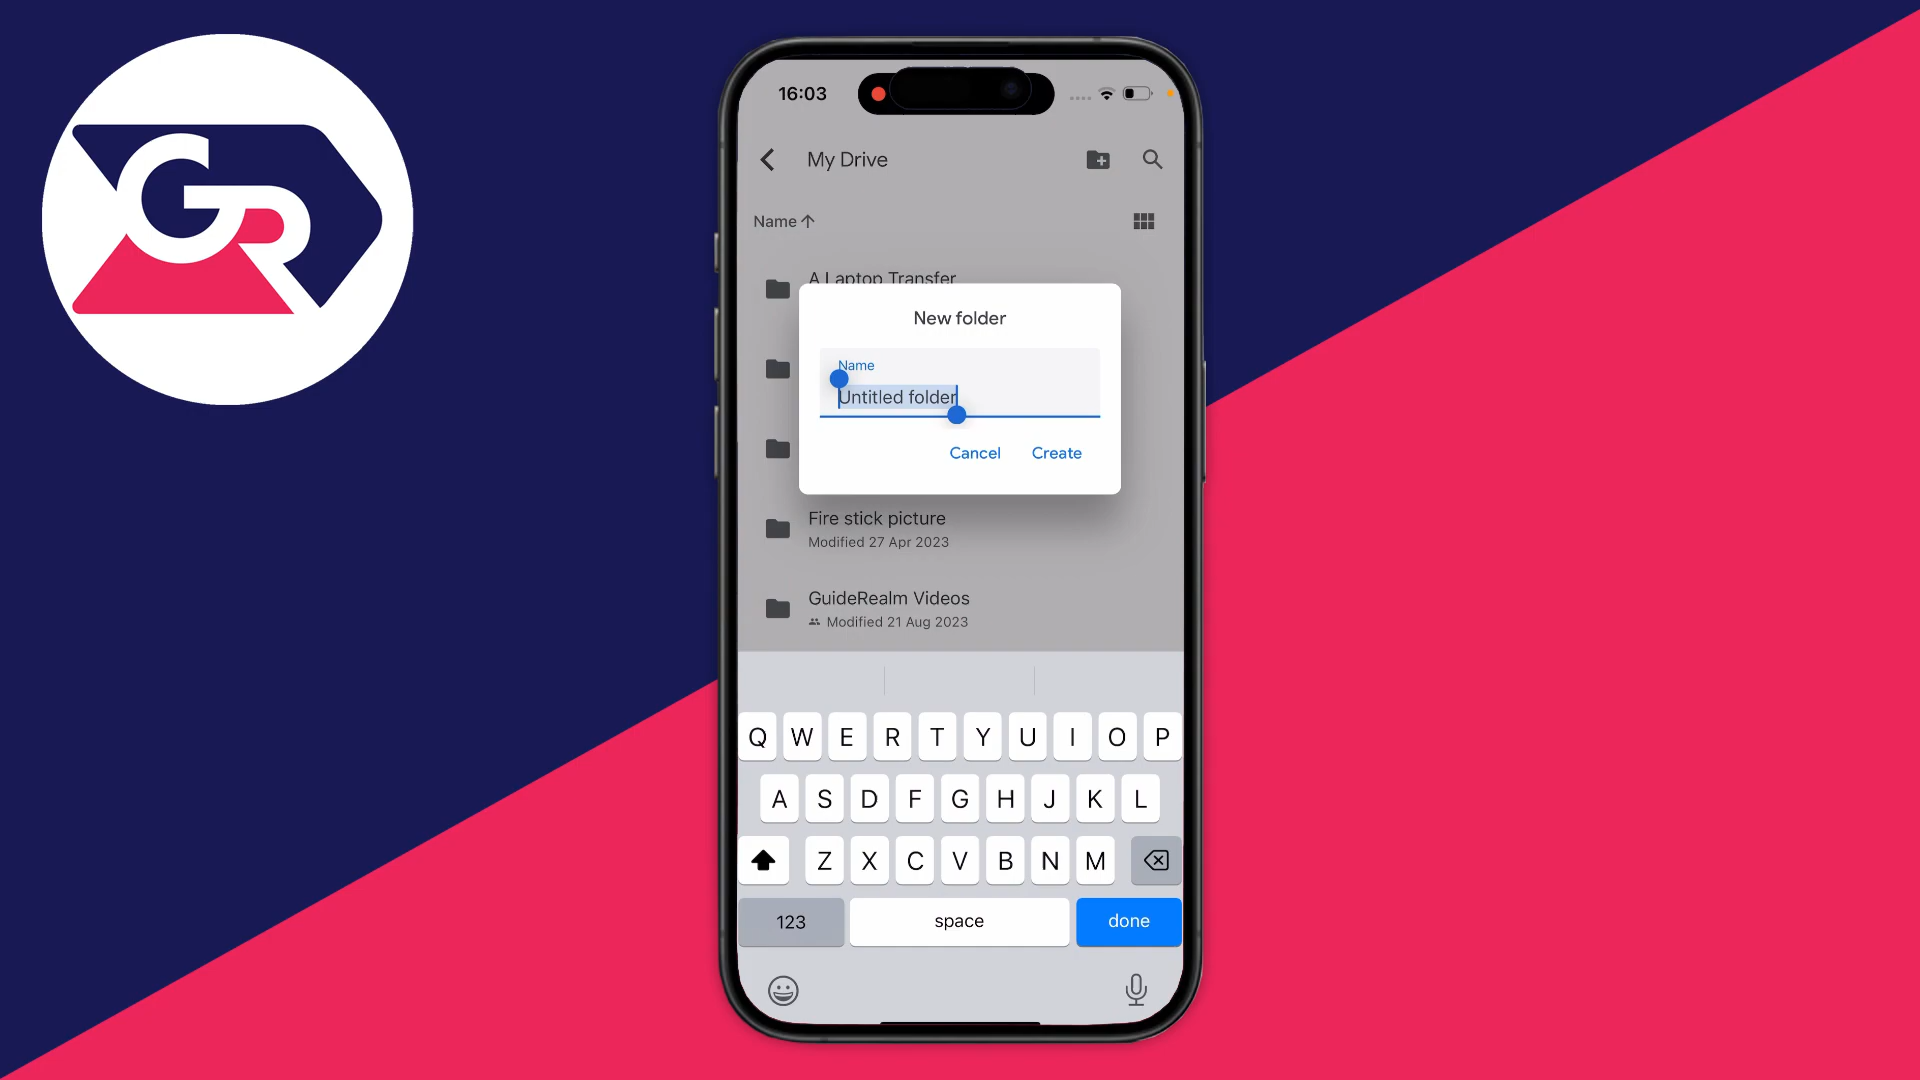 GR
16:03
My Drive
Name
A Laptop Transfer
New folder
Name
Untitled folder
Cancel Create
Fire stick picture
Modified 27 Apr 2023
GuideRealm Videos
Modified 21 Aug 2023
Q W E R T Y U I O P
A S D F G H J K L
Z X C V B N M
123 space done